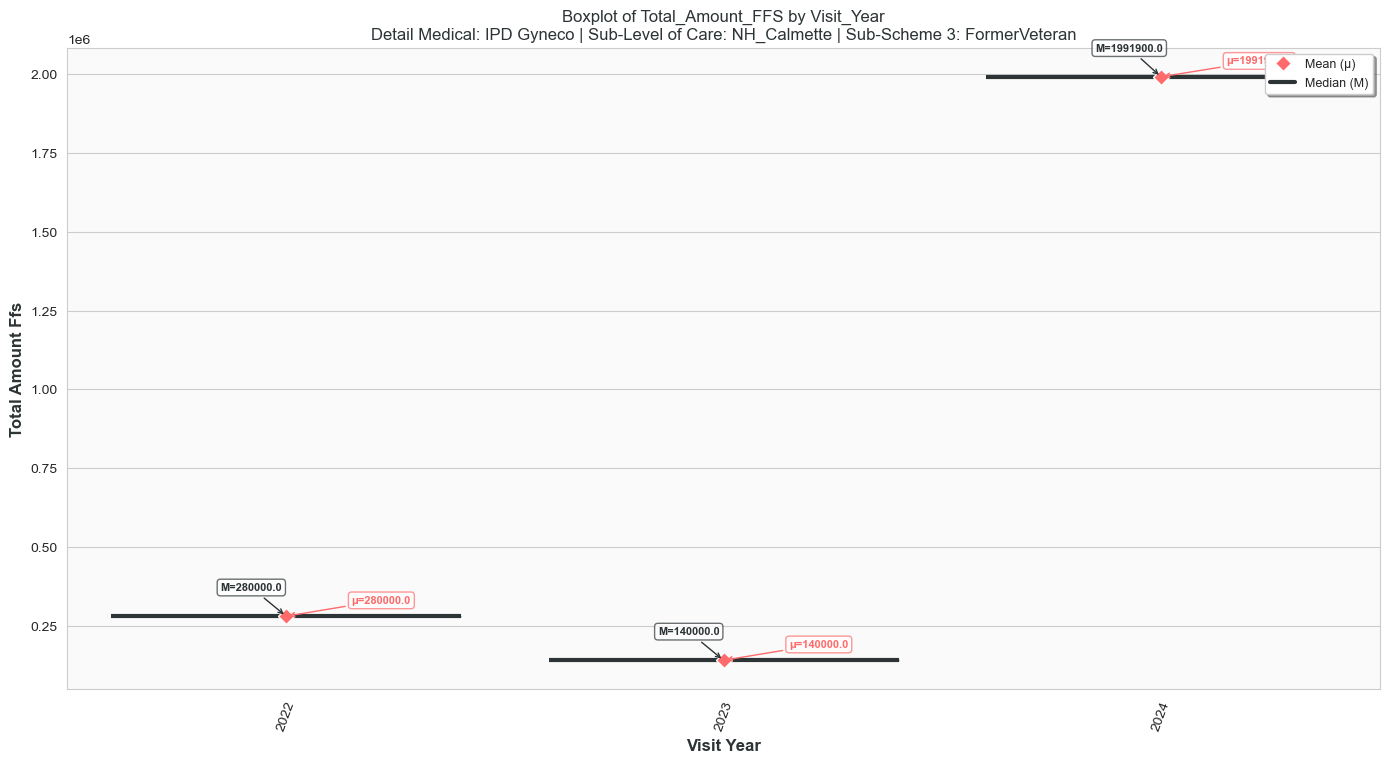 Boxplot of Total_Amount_FFS by Visit_Year
Detail Medical: IPD Gyneco | Sub-Level of Care: NH_Calmette | Sub-Scheme 3: FormerVeteran
1e6
2.00
1.75
1.50
1.25
1.00
0.75
0.50
0.25
Total Amount Ffs
M=1991900.0
Mean (μ)
Median (M)
M=280000.0
μ=280000.0
M=140000.0
μ=140000.0
2022
2023
2024
Visit Year